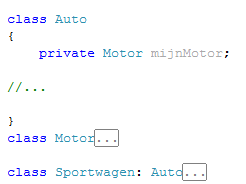 class Auto
{
private Motor mijnMotor;
//...
}
class Motor...
class Sportwagen: Auto...